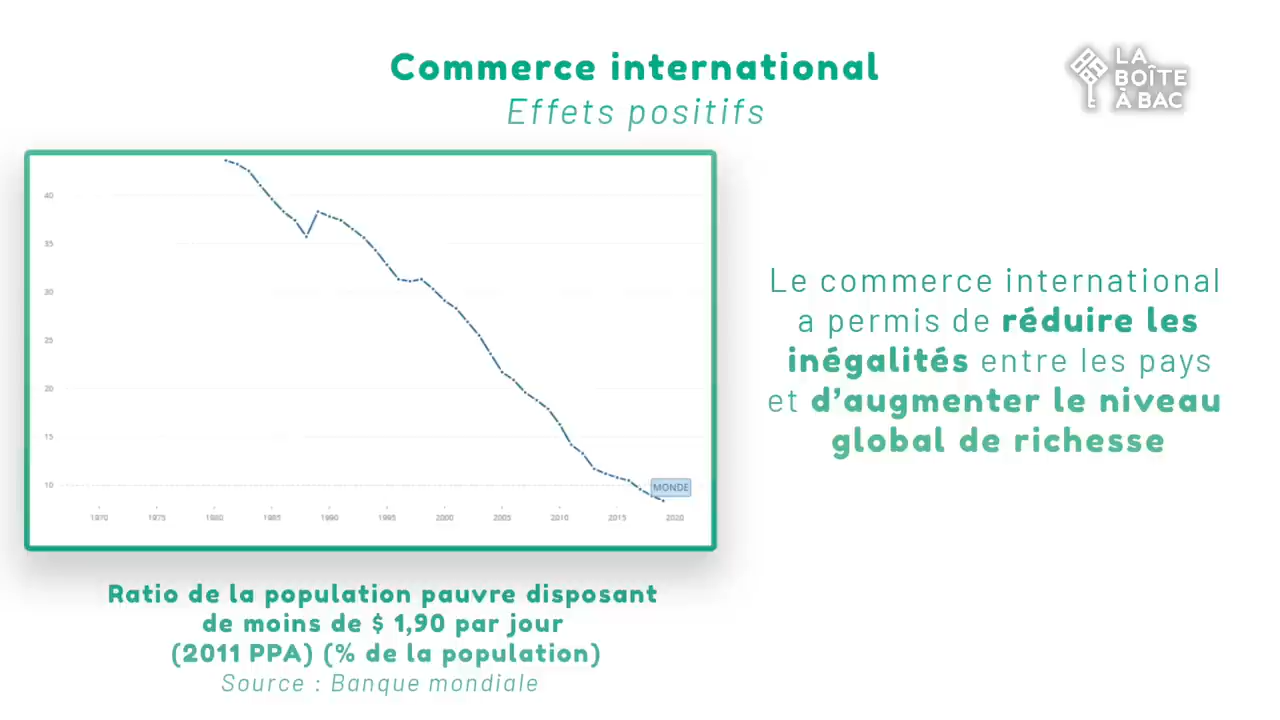 Commerce international
Effets positifs
LA
BOÎTE
À BAC
40
35
30
25
20
15
10
MONDE
1970 1975 1980 1985 1990 1995 2000 2005 2010 2015 2020
Le commerce international
a permis de réduire les
inégalités entre les pays
et d’augmenter le niveau
global de richesse
Ratio de la population pauvre disposant
de moins de $ 1,90 par jour
(2011 PPA) (% de la population)
Source : Banque mondiale